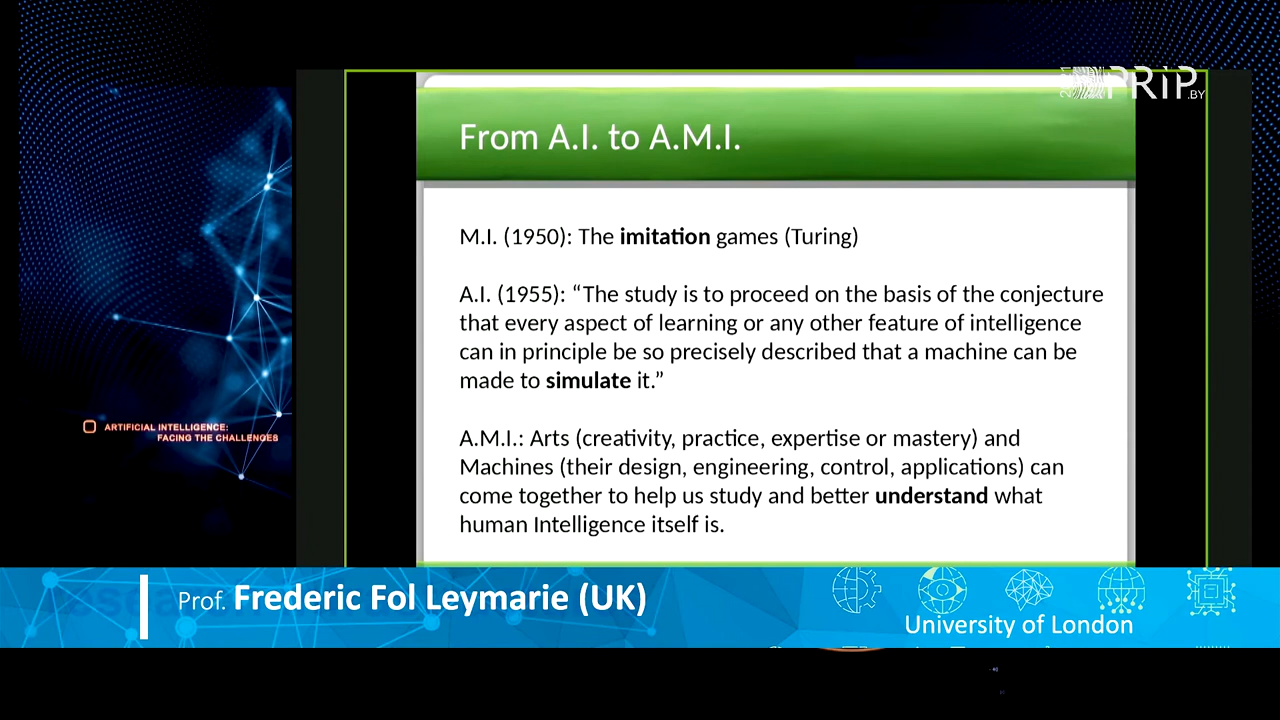 PRIP.BY
From A.I. to A.M.I.
M.I. (1950): The imitation games (Turing)
A.I. (1955): “The study is to proceed on the basis of the conjecture
that every aspect of learning or any other feature of intelligence
can in principle be so precisely described that a machine can be
made to simulate it.”
A.M.I.: Arts (creativity, practice, expertise or mastery) and
Machines (their design, engineering, control, applications) can
come together to help us study and better understand what
human Intelligence itself is.
ARTIFICIAL INTELLIGENCE:
FACING THE CHALLENGES
Prof. Frederic Fol Leymarie (UK)
University of London